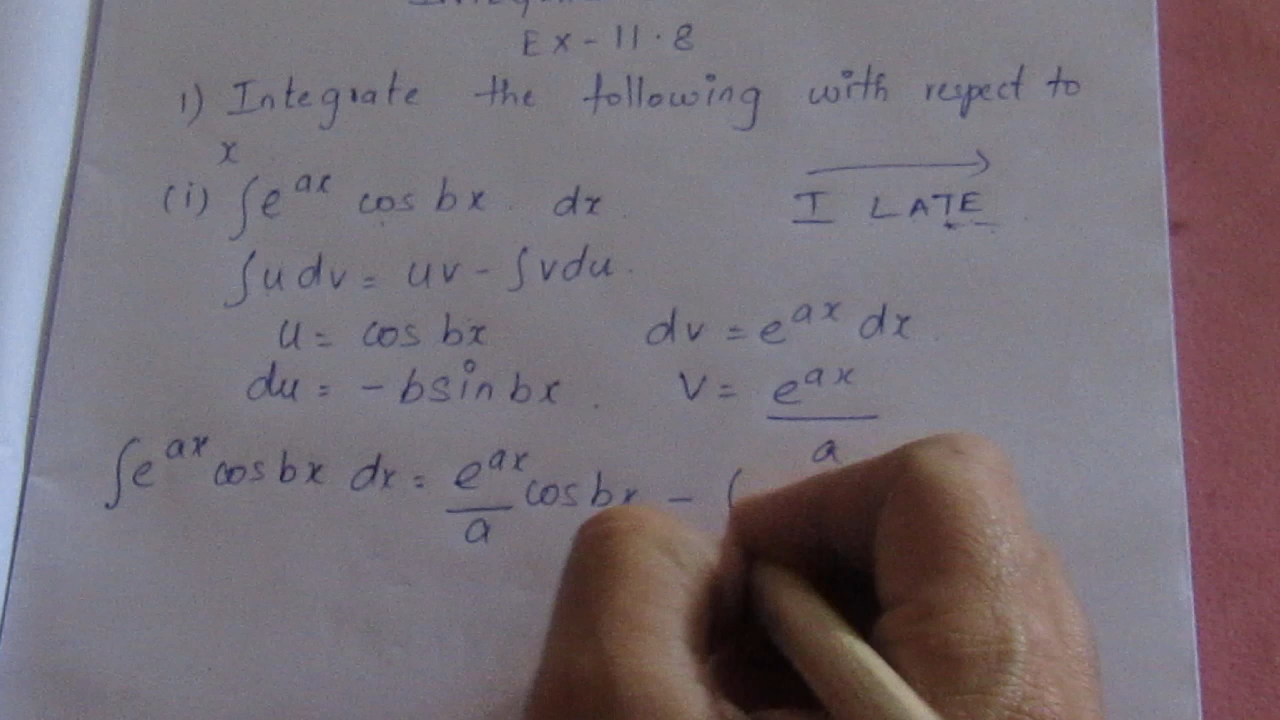 Ex - 11.8
1) Integrate the following with respect to
x
(i) ∫e^{ax} cos bx dx I LATE
∫u dv = uv - ∫v du.
u = cos bx dv = e^{ax} dx
du = -b sin bx. v = e^{ax}/a
∫e^{ax} cos bx dx = e^{ax}/a cos bx - ∫